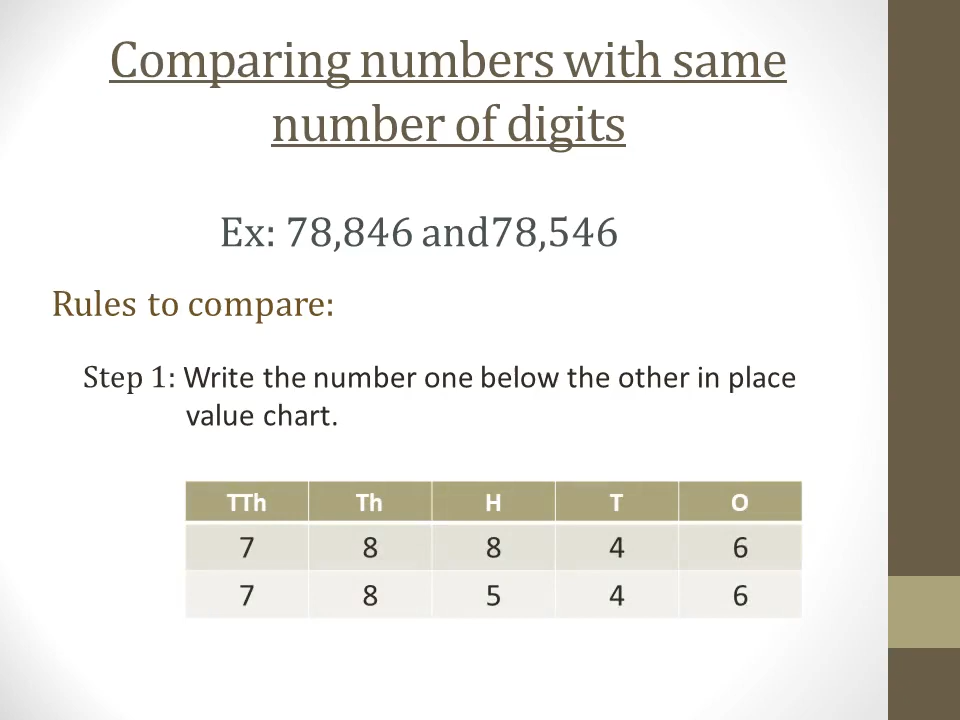 Comparing numbers with same
number of digits
Ex: 78,846 and78,546
Rules to compare:
Step 1: Write the number one below the other in place
value chart.
TTh Th H T O
7 8 8 4 6
7 8 5 4 6